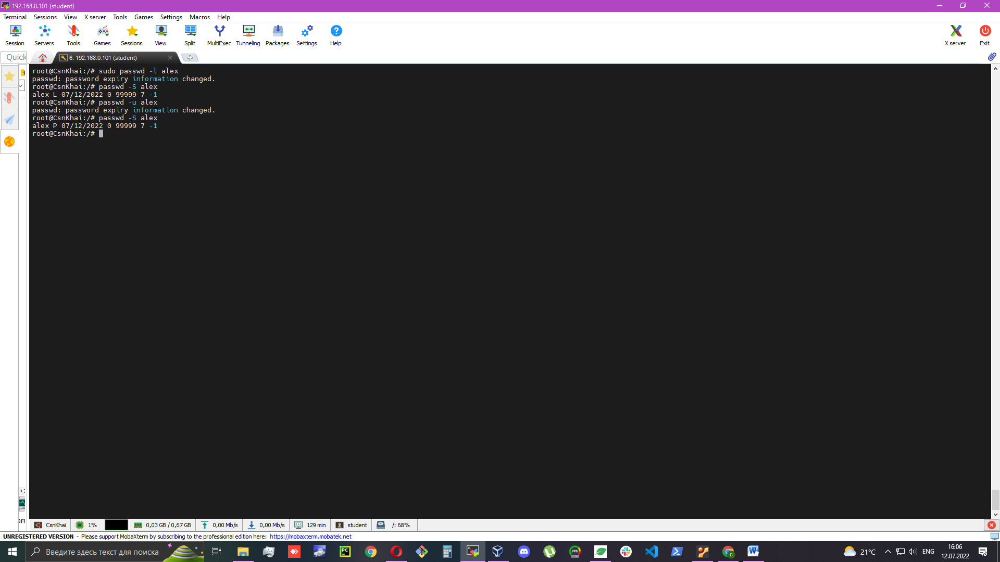 192.168.0.101 (student)
Terminal Sessions View X server Tools Games Settings Macros Help
Session Servers Tools Games Sessions View Split MultiExec Tunneling Packages Settings Help X server Exit
Quick
6. 192.168.0.101 (student)
root@CsnKhai:/# sudo passwd -l alex
passwd: password expiry information changed.
root@CsnKhai:/# passwd -S alex
alex L 07/12/2022 0 99999 7 -1
root@CsnKhai:/# passwd -u alex
passwd: password expiry information changed.
root@CsnKhai:/# passwd -S alex
alex P 07/12/2022 0 99999 7 -1
root@CsnKhai:/#
CsnKhai 1% 0,03 GB / 0,67 GB 0,00 Mb/s 0,00 Mb/s 129 min student /: 68%
UNREGISTERED VERSION - Please support MobaXterm by subscribing to the professional edition here: https://mobaxterm.mobatek.net
Введите здесь текст для поиска
21°C ENG
16:06
12.07.2022